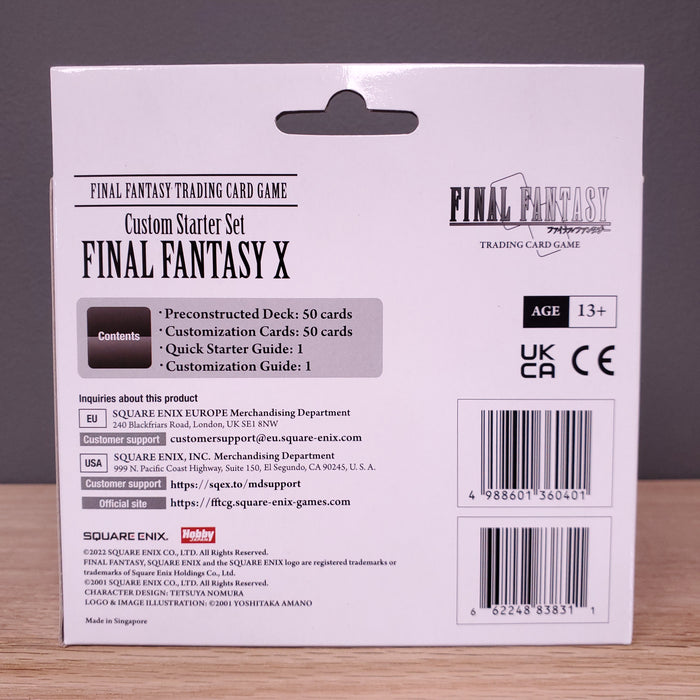 FINAL FANTASY TRADING CARD GAME
Custom Starter Set
FINAL FANTASY X
FINAL FANTASY
ファイナルファンタジー
TRADING CARD GAME
Contents
・Preconstructed Deck: 50 cards
・Customization Cards: 50 cards
・Quick Starter Guide: 1
・Customization Guide: 1
AGE 13+
UK
CA CE
Inquiries about this product
EU SQUARE ENIX EUROPE Merchandising Department
240 Blackfriars Road, London, UK SE1 8NW
Customer support customersupport@eu.square-enix.com
USA SQUARE ENIX, INC. Merchandising Department
999 N. Pacific Coast Highway, Suite 150, El Segundo, CA 90245, U. S. A.
Customer support https://sqex.to/mdsupport
Official site https://fftcg.square-enix-games.com
4 988601 360401
SQUARE ENIX. Hobby JAPAN
©2022 SQUARE ENIX CO., LTD. All Rights Reserved.
FINAL FANTASY, SQUARE ENIX and the SQUARE ENIX logo are registered trademarks or
trademarks of Square Enix Holdings Co., Ltd.
©2001 SQUARE ENIX CO., LTD. All Rights Reserved.
CHARACTER DESIGN: TETSUYA NOMURA
LOGO & IMAGE ILLUSTRATION: ©2001 YOSHITAKA AMANO
6 62248 83831 1
Made in Singapore